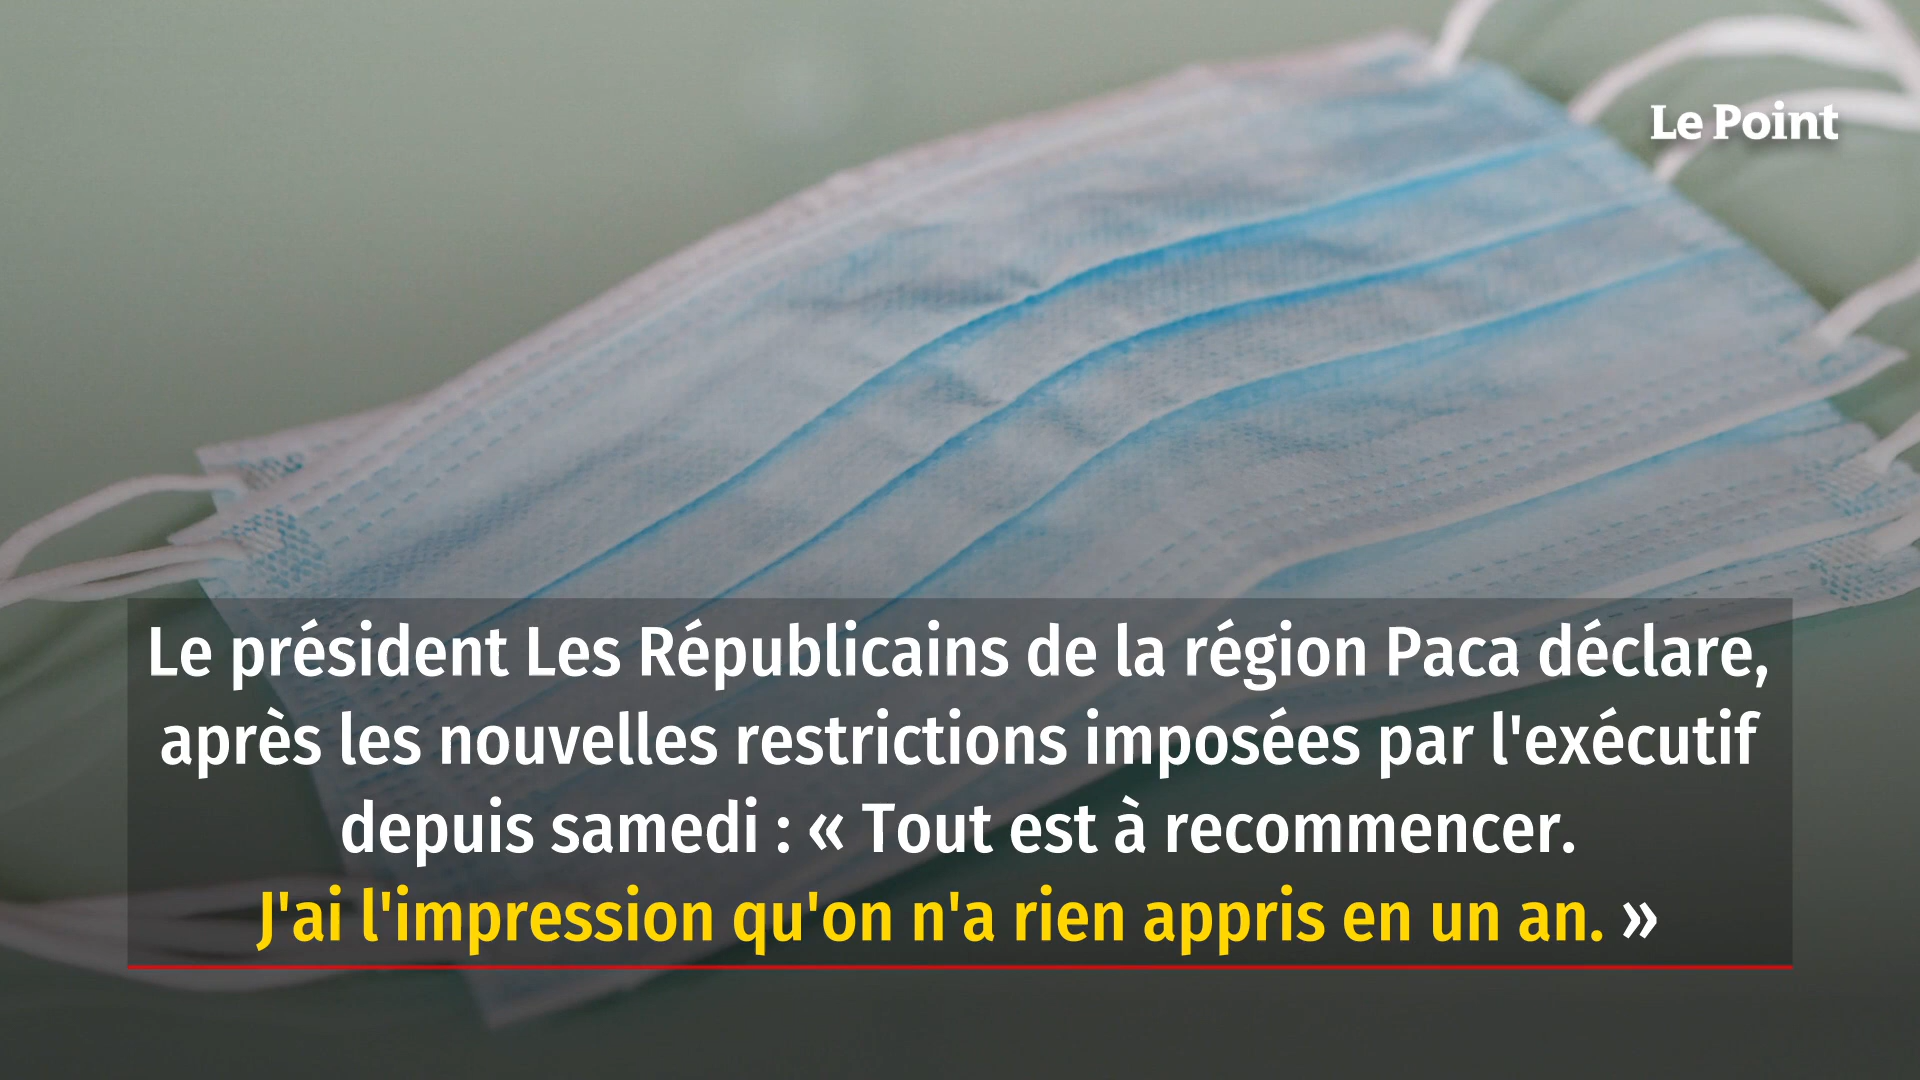 Le Point
Le président Les Républicains de la région Paca déclare,
après les nouvelles restrictions imposées par l'exécutif
depuis samedi : « Tout est à recommencer.
J'ai l'impression qu'on n'a rien appris en un an. »